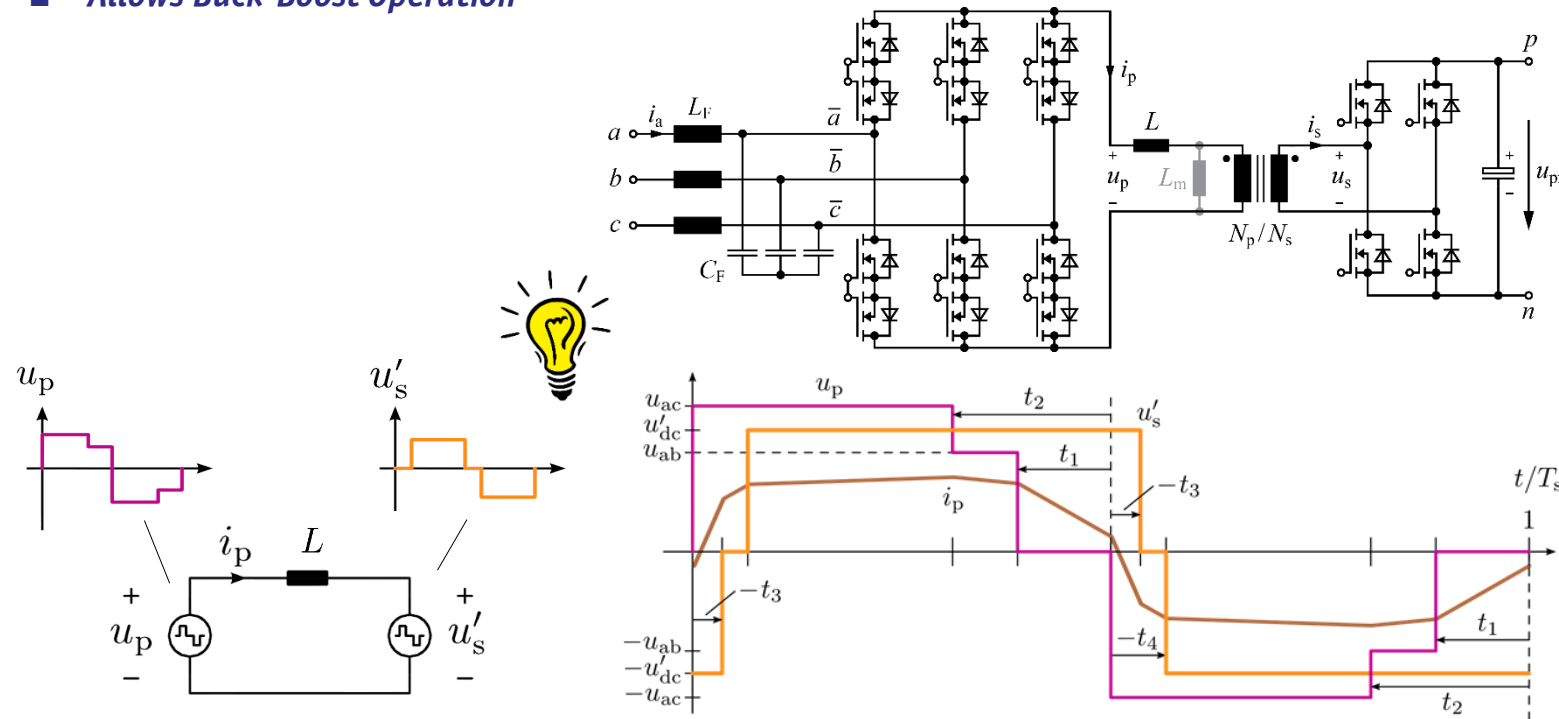 Allows Buck-Boost Operation
p
i_p
L_F
i_a
a
a̅
L
i_s
b
b̅
+
u_p
−
L_m
+
u_s
−
+
−
c
c̅
N_p/N_s
C_F
n
u_p
u′_s
i_p
L
+
u_p
−
+
u′_s
−
u_ac
u_p
t_2
u′_s
u′_dc
u_ab
t_1
−t_3
t/T_s
i_p
1
−t_3
−u_ab
−t_4
t_1
−u′_dc
−u_ac
t_2